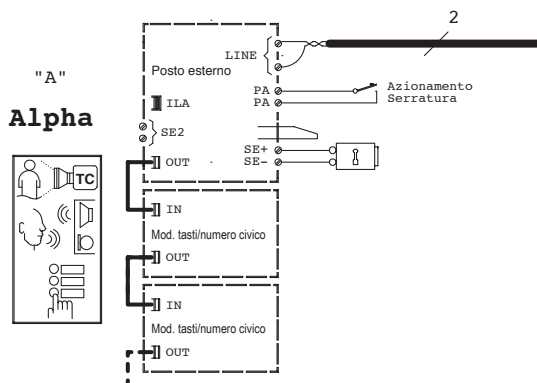 2
LINE
Posto esterno
"A"
Alpha
ILA
SE2
PA
PA
Azionamento
Serratura
SE+
SE-
OUT
TC
IN
Mod. tasti/numero civico
OUT
IN
Mod. tasti/numero civico
OUT